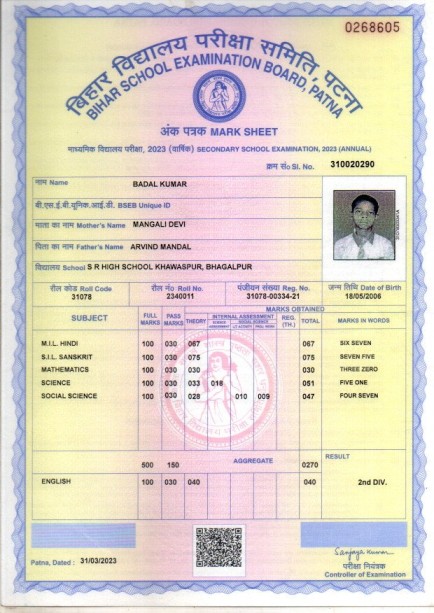 0268605
बिहार विद्यालय परीक्षा समिति, पटना
BIHAR SCHOOL EXAMINATION BOARD, PATNA
अंक पत्रक MARK SHEET
माध्यमिक विद्यालय परीक्षा, 2023 (वार्षिक) SECONDARY SCHOOL EXAMINATION, 2023 (ANNUAL)
क्रम सं० Sl. No. 310020290
नाम Name BADAL KUMAR
बी.एस.ई.बी.यूनिक.आई.डी. BSEB Unique ID
माता का नाम Mother's Name MANGALI DEVI
पिता का नाम Father's Name ARVIND MANDAL
विद्यालय School S R HIGH SCHOOL KHAWASPUR, BHAGALPUR
रौल कोड Roll Code रौल नं० Roll No. पंजीयन संख्या Reg. No. जन्म तिथि Date of Birth
31078 2340011 31078-00334-21 18/05/2006
SUBJECT FULL MARKS PASS MARKS MARKS OBTAINED MARKS IN WORDS
THEORY INTERNAL ASSESSMENT REG. (TH.) TOTAL
M.I.L. HINDI 100 030 067 067 SIX SEVEN
S.I.L. SANSKRIT 100 030 075 075 SEVEN FIVE
MATHEMATICS 100 030 030 030 THREE ZERO
SCIENCE 100 030 033 018 051 FIVE ONE
SOCIAL SCIENCE 100 030 028 010 009 047 FOUR SEVEN
500 150 AGGREGATE 0270 RESULT
ENGLISH 100 030 040 040 2nd DIV.
Patna, Dated : 31/03/2023
Sanjay Kumar
परीक्षा नियंत्रक
Controller of Examination